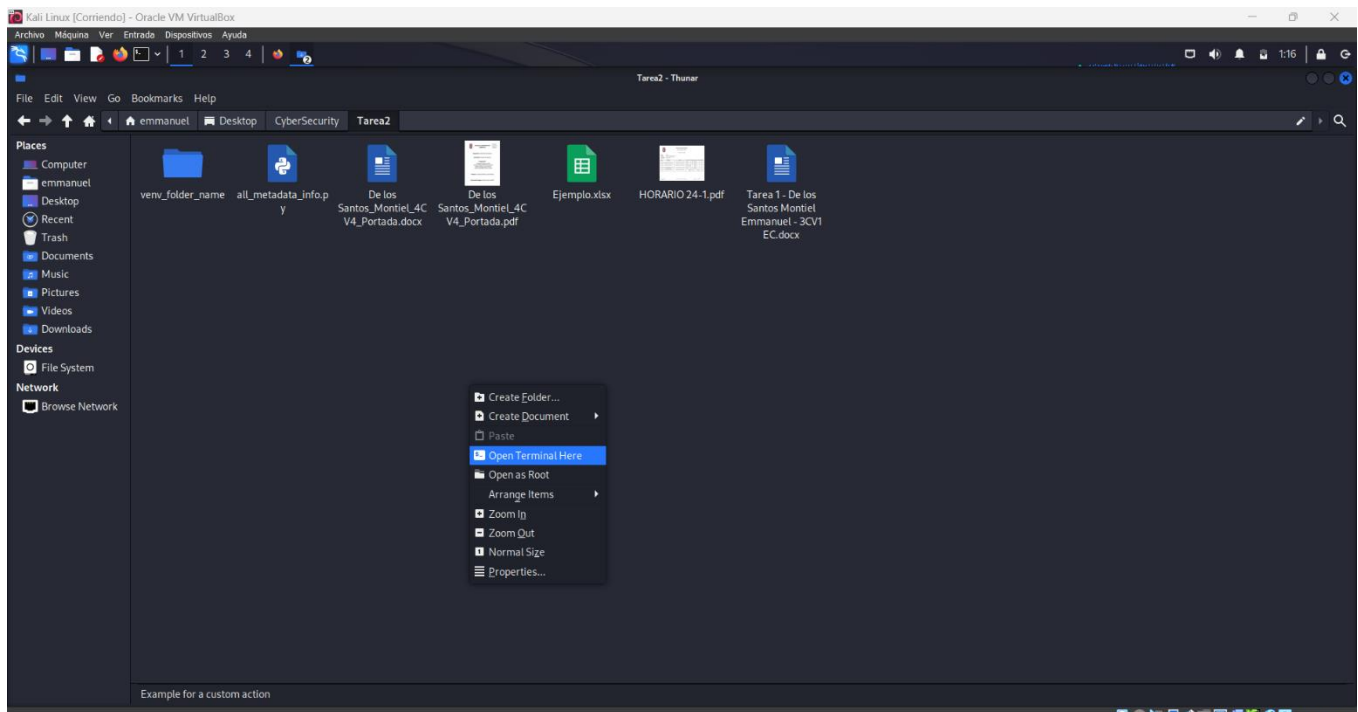 Kali Linux [Corriendo] - Oracle VM VirtualBox
Archivo Máquina Ver Entrada Dispositivos Ayuda
1 2 3 4 2 1:16
Tarea2 - Thunar
File Edit View Go Bookmarks Help
emmanuel Desktop CyberSecurity Tarea2
Places
Computer
emmanuel
Desktop
Recent
Trash
Documents
Music
Pictures
Videos
Downloads
Devices
File System
Network
Browse Network
venv_folder_name
all_metadata_info.p
y
De los
Santos_Montiel_4C
V4_Portada.docx
De los
Santos_Montiel_4C
V4_Portada.pdf
Ejemplo.xlsx
HORARIO 24-1.pdf
Tarea 1 - De los
Santos Montiel
Emmanuel - 3CV1
EC.docx
Create Folder...
Create Document
Paste
Open Terminal Here
Open as Root
Arrange Items
Zoom In
Zoom Out
Normal Size
Properties...
Example for a custom action